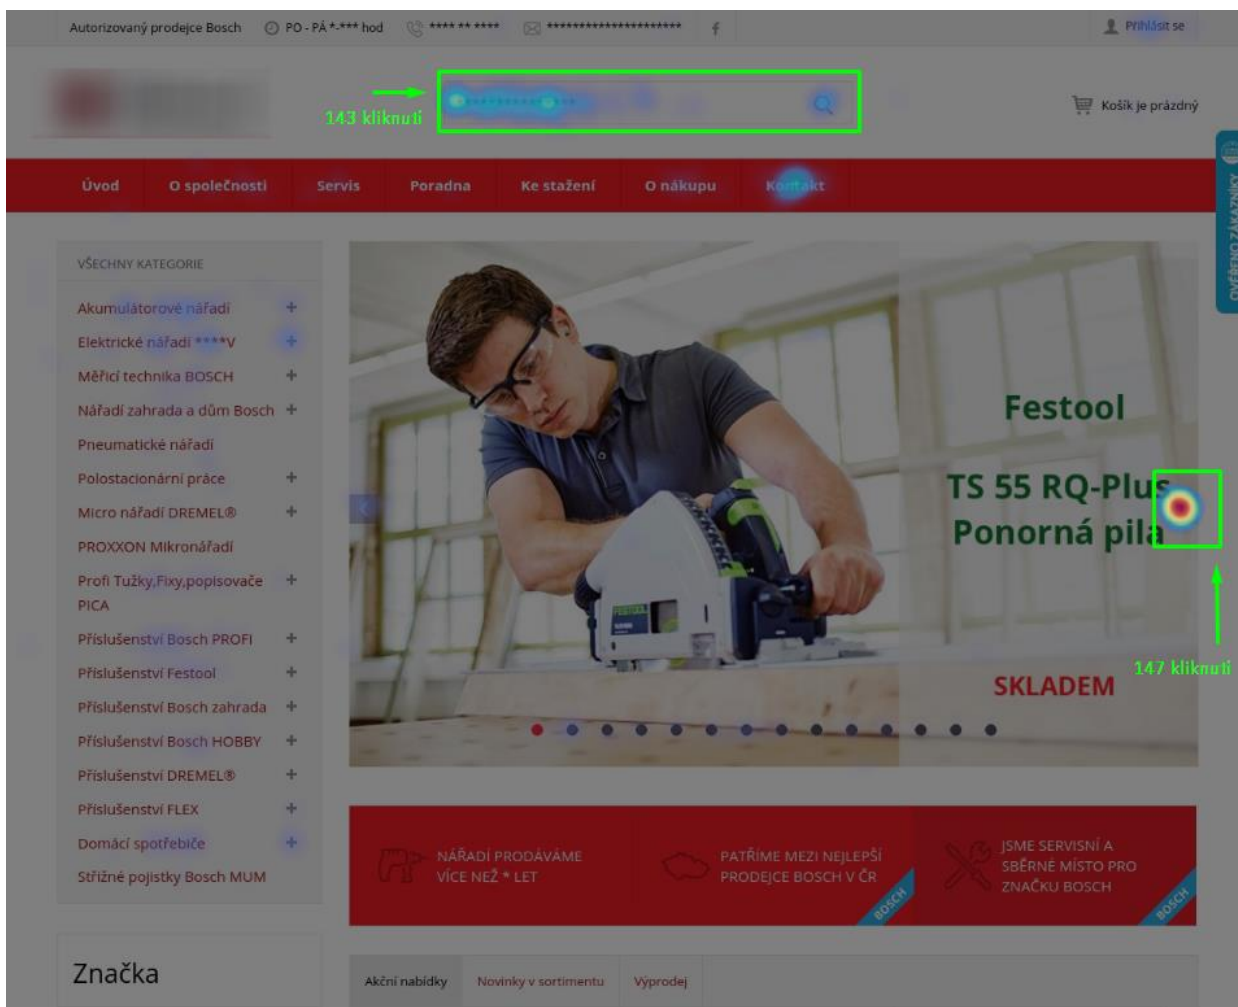 Autorizovaný prodejce Bosch
PO - PÁ *-*** hod
**** ** ****
*********************
Přihlásit se
143 kliknutí
Košík je prázdný
Úvod
O společnosti
Servis
Poradna
Ke stažení
O nákupu
Kontakt
OVĚŘENO ZÁKAZNÍKY
VŠECHNY KATEGORIE
Akumulátorové nářadí
Elektrické nářadí ****V
Měřicí technika BOSCH
Nářadí zahrada a dům Bosch
Pneumatické nářadí
Polostacionární práce
Micro nářadí DREMEL®
PROXXON Mikronářadí
Profi Tužky,Fixy,popisovače
PICA
Příslušenství Bosch PROFI
Příslušenství Festool
Příslušenství Bosch zahrada
Příslušenství Bosch HOBBY
Příslušenství DREMEL®
Příslušenství FLEX
Domácí spotřebiče
Střižné pojistky Bosch MUM
Festool
TS 55 RQ-Plus
Ponorná pila
147 kliknutí
SKLADEM
FESTOOL
NÁŘADÍ PRODÁVÁME
VÍCE NEŽ * LET
PATŘÍME MEZI NEJLEPŠÍ
PRODEJCE BOSCH V ČR
BOSCH
JSME SERVISNÍ A
SBĚRNÉ MÍSTO PRO
ZNAČKU BOSCH
BOSCH
Značka
Akční nabídky
Novinky v sortimentu
Výprodej